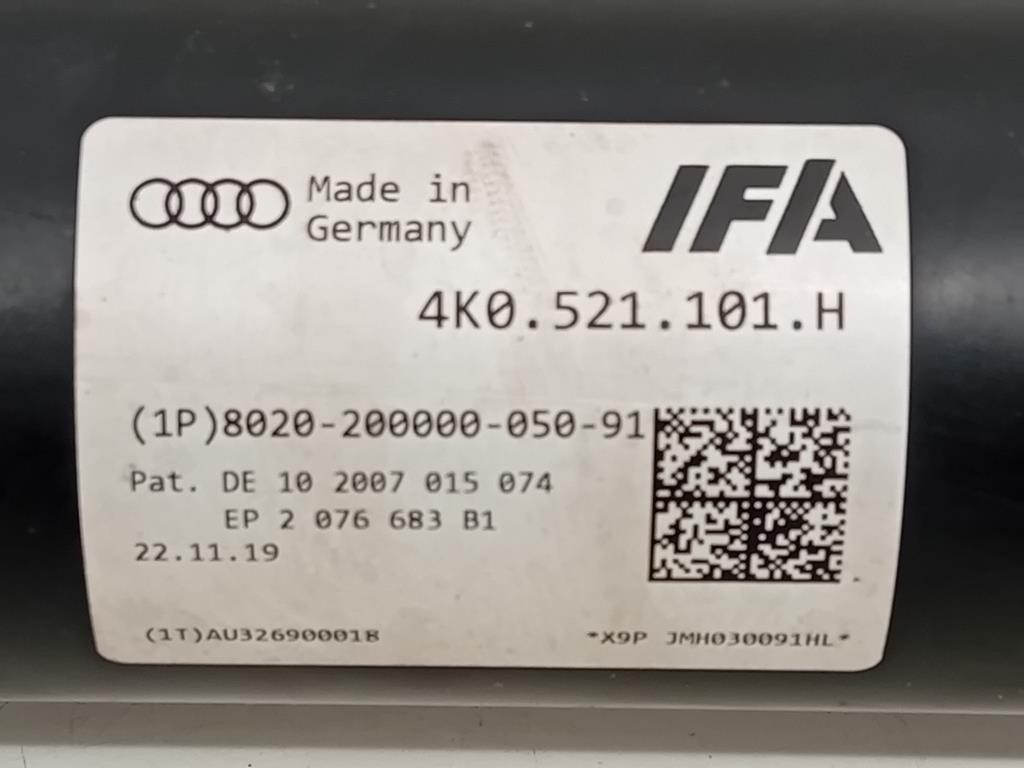 Made in
Germany
IFA
4K0.521.101.H
(1P)8020-200000-050-91
Pat. DE 10 2007 015 074
EP 2 076 683 B1
22.11.19
(1T)AU326900018
*X9P JMH030091HL*